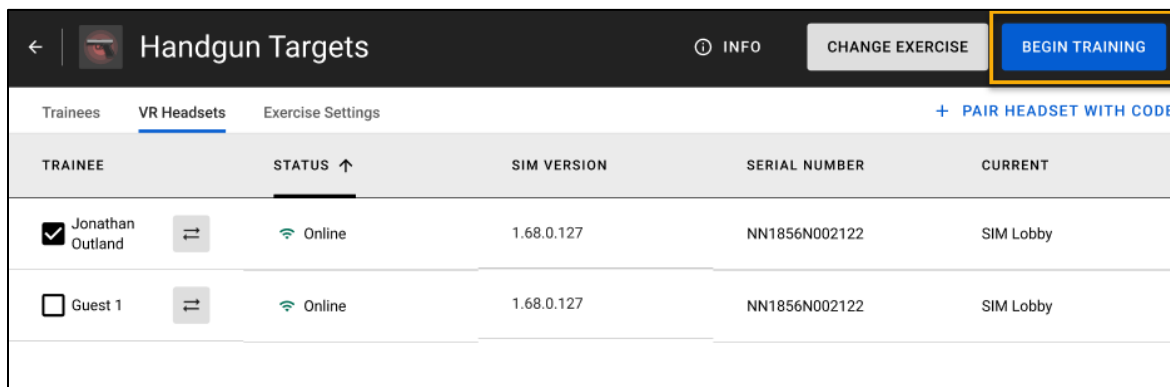 Handgun Targets
INFO
CHANGE EXERCISE
BEGIN TRAINING
Trainees
VR Headsets
Exercise Settings
+ PAIR HEADSET WITH CODE
TRAINEE
STATUS
SIM VERSION
SERIAL NUMBER
CURRENT
Jonathan
Outland
Online
1.68.0.127
NN1856N002122
SIM Lobby
Guest 1
Online
1.68.0.127
NN1856N002122
SIM Lobby